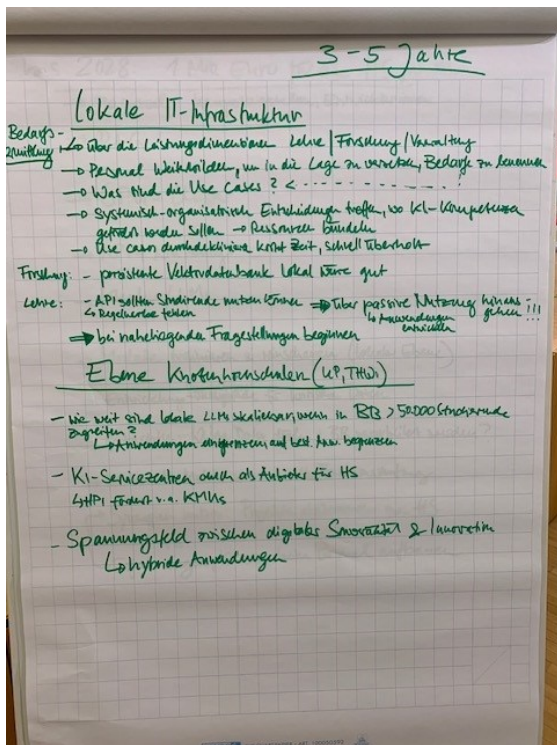 3-5 Jahre
Lokale IT-Infrastruktur
Bedarfs-
ermittlung
↳ über die Leistungsdimensionen Lehre/Forschung/Verwaltung
→ Personal weiterbilden, um in die Lage zu versetzen, Bedarfe zu benennen
→ Was sind die Use Cases? <
→ Systemisch-organisatorisch Entscheidungen treffen, wo KI-Kompetenzen
gefördert werden sollen → Ressourcen bündeln
→ Use cases durchdeklinieren kostet Zeit, schnell überholt
Forschung: - persistente Vektordatenbank lokal wäre gut
Lehre: - API sollten Studierende nutzen können ⇒ über passive Nutzung hinaus
↳ Regelwerke fehlen
↳ Anwendungen gehen !!!
entwickeln
⇒ bei naheliegenden Fragestellungen beginnen
Ebene Knotenhochschulen (UP, THWi)
- Wie weit sind lokale LLMs skalierbar, wenn in BB > 50.000 Studierende
zugreifen?
↳ Anwendungen eingrenzen, auf best. Anw. begrenzen
- KI-Servicezentren auch als Anbieter für HS
↳ HPI fördert v.a. KMUs
- Spannungsfeld zwischen digitaler Souveränität & Innovation
↳ hybride Anwendungen